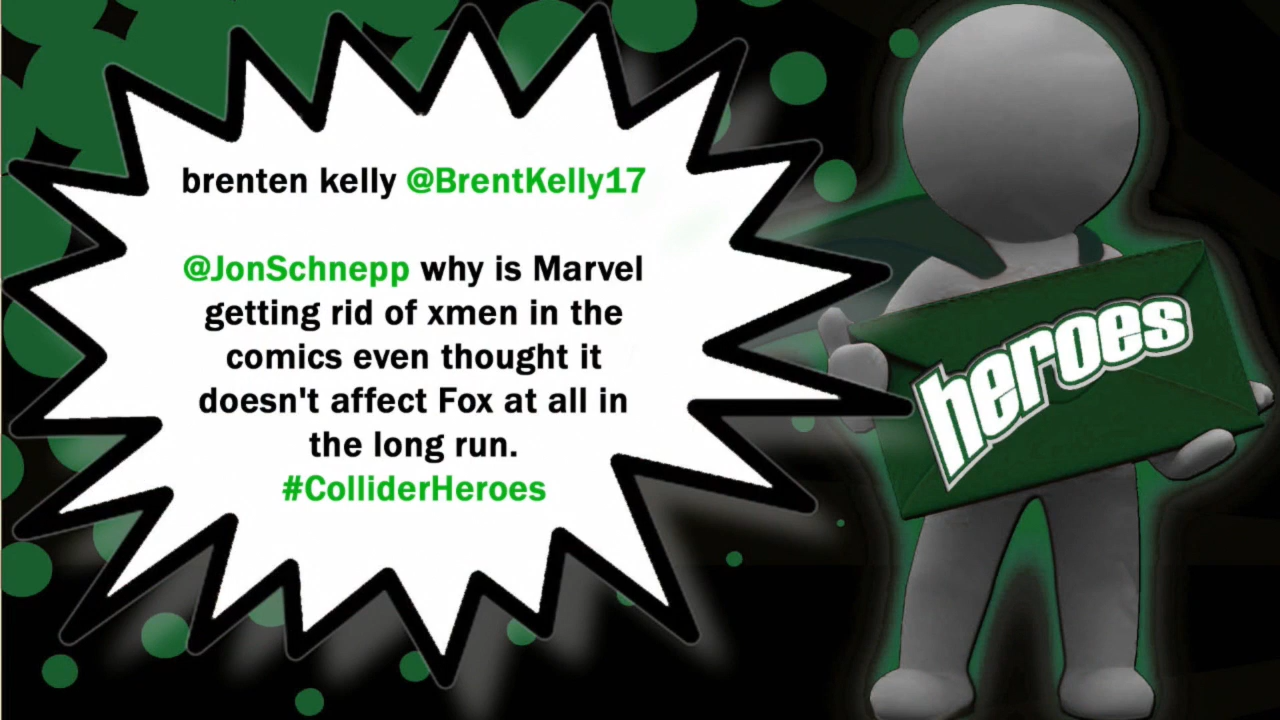 brenten kelly @BrentKelly17
@JonSchnepp why is Marvel
getting rid of xmen in the
comics even thought it
doesn't affect Fox at all in
the long run.
#ColliderHeroes
heroes